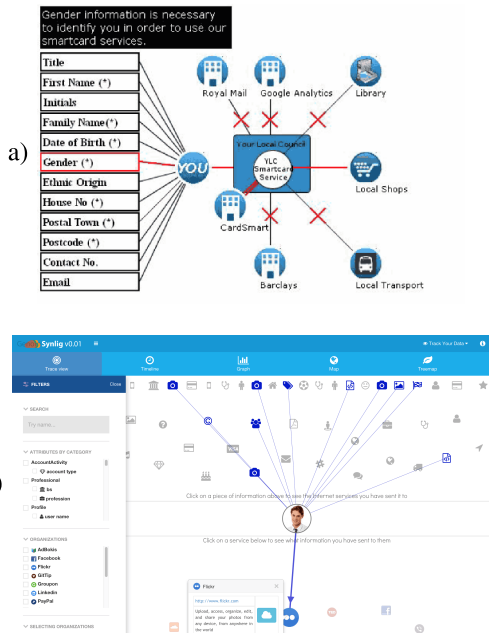 Gender information is necessary
to identify you in order to use our
smartcard services.
Title
First Name (*)
Initials
Family Name(*)
Date of Birth (*)
Gender (*)
Ethnic Origin
House No (*)
Postal Town (*)
Postcode (*)
Contact No.
Email
a)
YOU
Royal Mail
Google Analytics
Library
Your Local Council
YLC
Smartcard
Service
Local Shops
CardSmart
Barclays
Local Transport
Synlig v0.01
Track Your Data
Trace view
Timeline
Graph
Map
Treemap
FILTERS
Close
SEARCH
Try name...
ATTRIBUTES BY CATEGORY
AccountActivity
account type
Professional
bs
profession
Profile
user name
ORGANIZATIONS
AdBokis
Facebook
Flickr
GitTip
Groupon
LinkedIn
PayPal
SELECTING ORGANIZATIONS
Click on a piece of information above to see the Internet services you have sent it to
Click on a service below to see what information you have sent to them
Flickr
http://www.flickr.com
Upload, access, organize, edit,
and share your photos from
any device, from anywhere in
the world
)